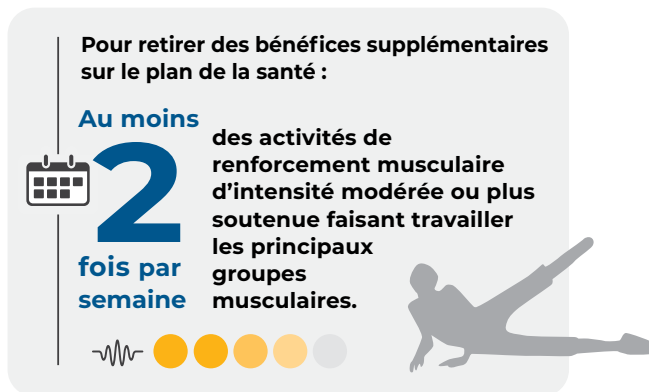 Pour retirer des bénéfices supplémentaires
sur le plan de la santé :
Au moins
2
fois par
semaine
des activités de
renforcement musculaire
d’intensité modérée ou plus
soutenue faisant travailler
les principaux
groupes
musculaires.